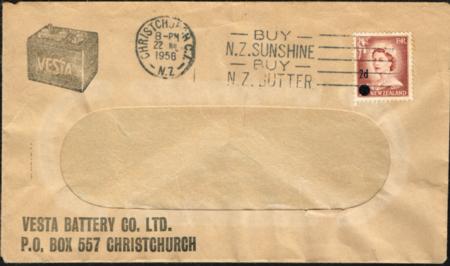 VESTA
CHRISTCHURCH
8-PM
22
1956
N.Z.
BUY
N.Z. SUNSHINE
BUY
N.Z. BUTTER
2d
NEW ZEALAND
VESTA BATTERY CO. LTD.
P.O. BOX 557 CHRISTCHURCH